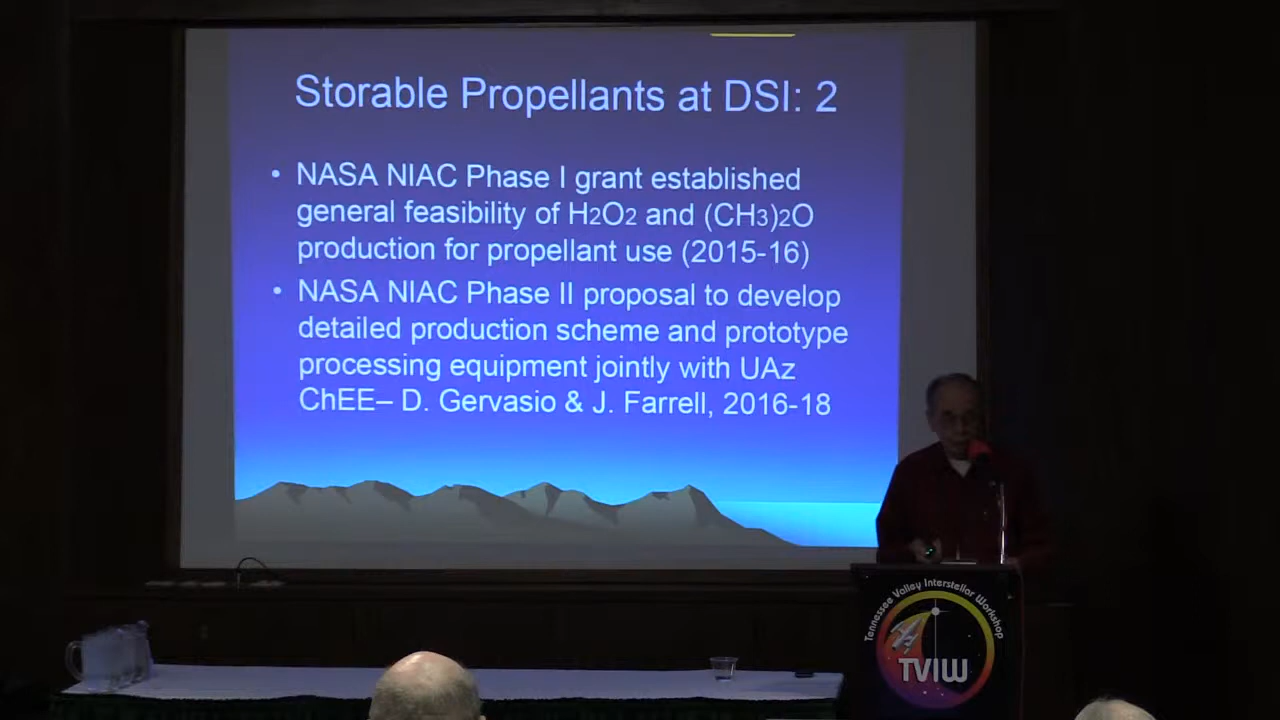 Storable Propellants at DSI: 2
• NASA NIAC Phase I grant established
general feasibility of H2O2 and (CH3)2O
production for propellant use (2015-16)
• NASA NIAC Phase II proposal to develop
detailed production scheme and prototype
processing equipment jointly with UAz
ChEE– D. Gervasio & J. Farrell, 2016-18
Tennessee Valley Interstellar Workshop
TVIW